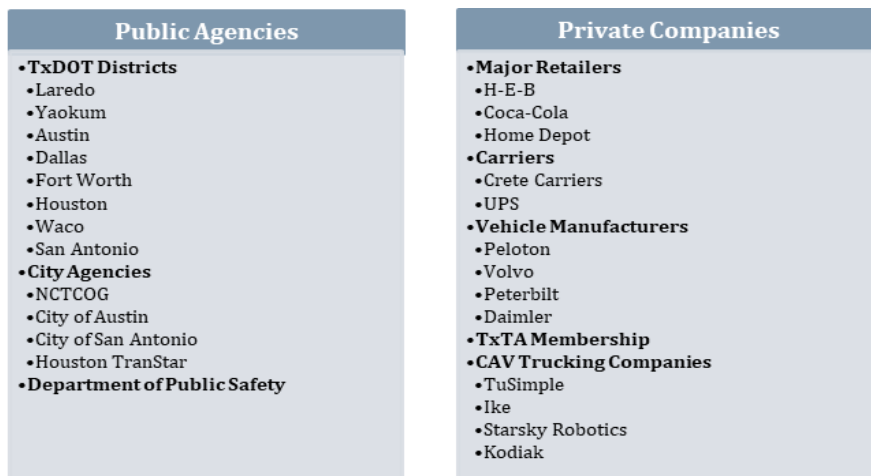 Public Agencies
•TxDOT Districts
•Laredo
•Yaokum
•Austin
•Dallas
•Fort Worth
•Houston
•Waco
•San Antonio
•City Agencies
•NCTCOG
•City of Austin
•City of San Antonio
•Houston TranStar
•Department of Public Safety
Private Companies
•Major Retailers
•H-E-B
•Coca-Cola
•Home Depot
•Carriers
•Crete Carriers
•UPS
•Vehicle Manufacturers
•Peloton
•Volvo
•Peterbilt
•Daimler
•TxTA Membership
•CAV Trucking Companies
•TuSimple
•Ike
•Starsky Robotics
•Kodiak